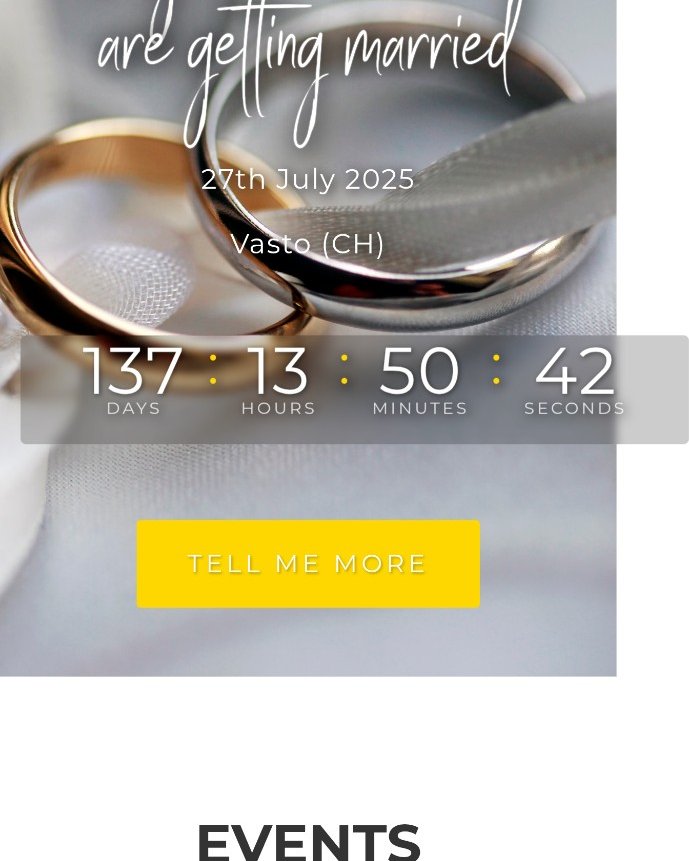 are getting married
27th July 2025
Vasto (CH)
137 : 13 : 50 : 42
DAYS HOURS MINUTES SECONDS
TELL ME MORE
EVENTS